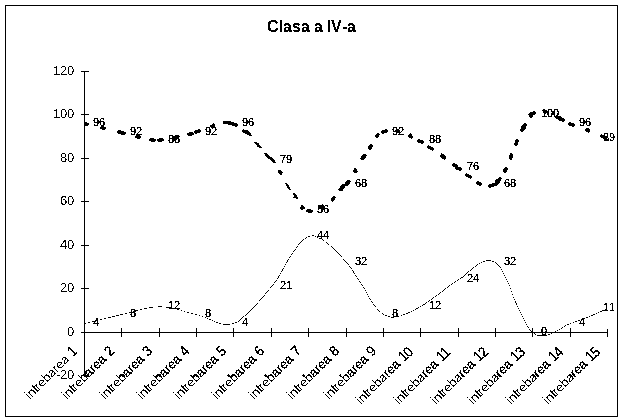 Clasa a IV-a
120
100
80
60
40
20
0
-20
96 92 88 92 96 79 56 68 92 88 76 68 100 96 89
4 8 12 8 4 21 44 32 8 12 24 32 0 4 11
intrebarea 1
intrebarea 2
intrebarea 3
intrebarea 4
intrebarea 5
intrebarea 6
intrebarea 7
intrebarea 8
intrebarea 9
intrebarea 10
intrebarea 11
intrebarea 12
intrebarea 13
intrebarea 14
intrebarea 15